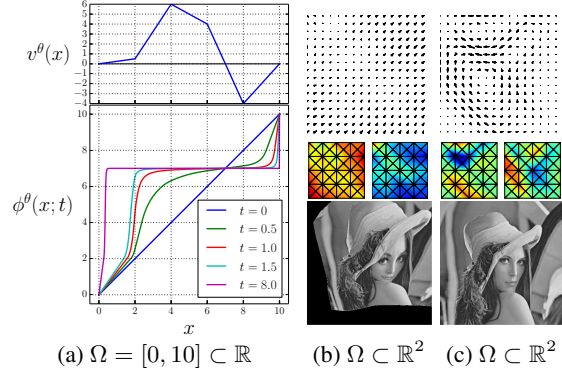 6
5
4
3
2
1
0
−1
−2
−3
−4
v^θ(x)
10
8
6
4
2
0
ϕ^θ(x; t)
t = 0
t = 0.5
t = 1.0
t = 1.5
t = 8.0
0 2 4 6 8 10
x
(a) Ω = [0, 10] ⊂ ℝ
(b) Ω ⊂ ℝ²
(c) Ω ⊂ ℝ²